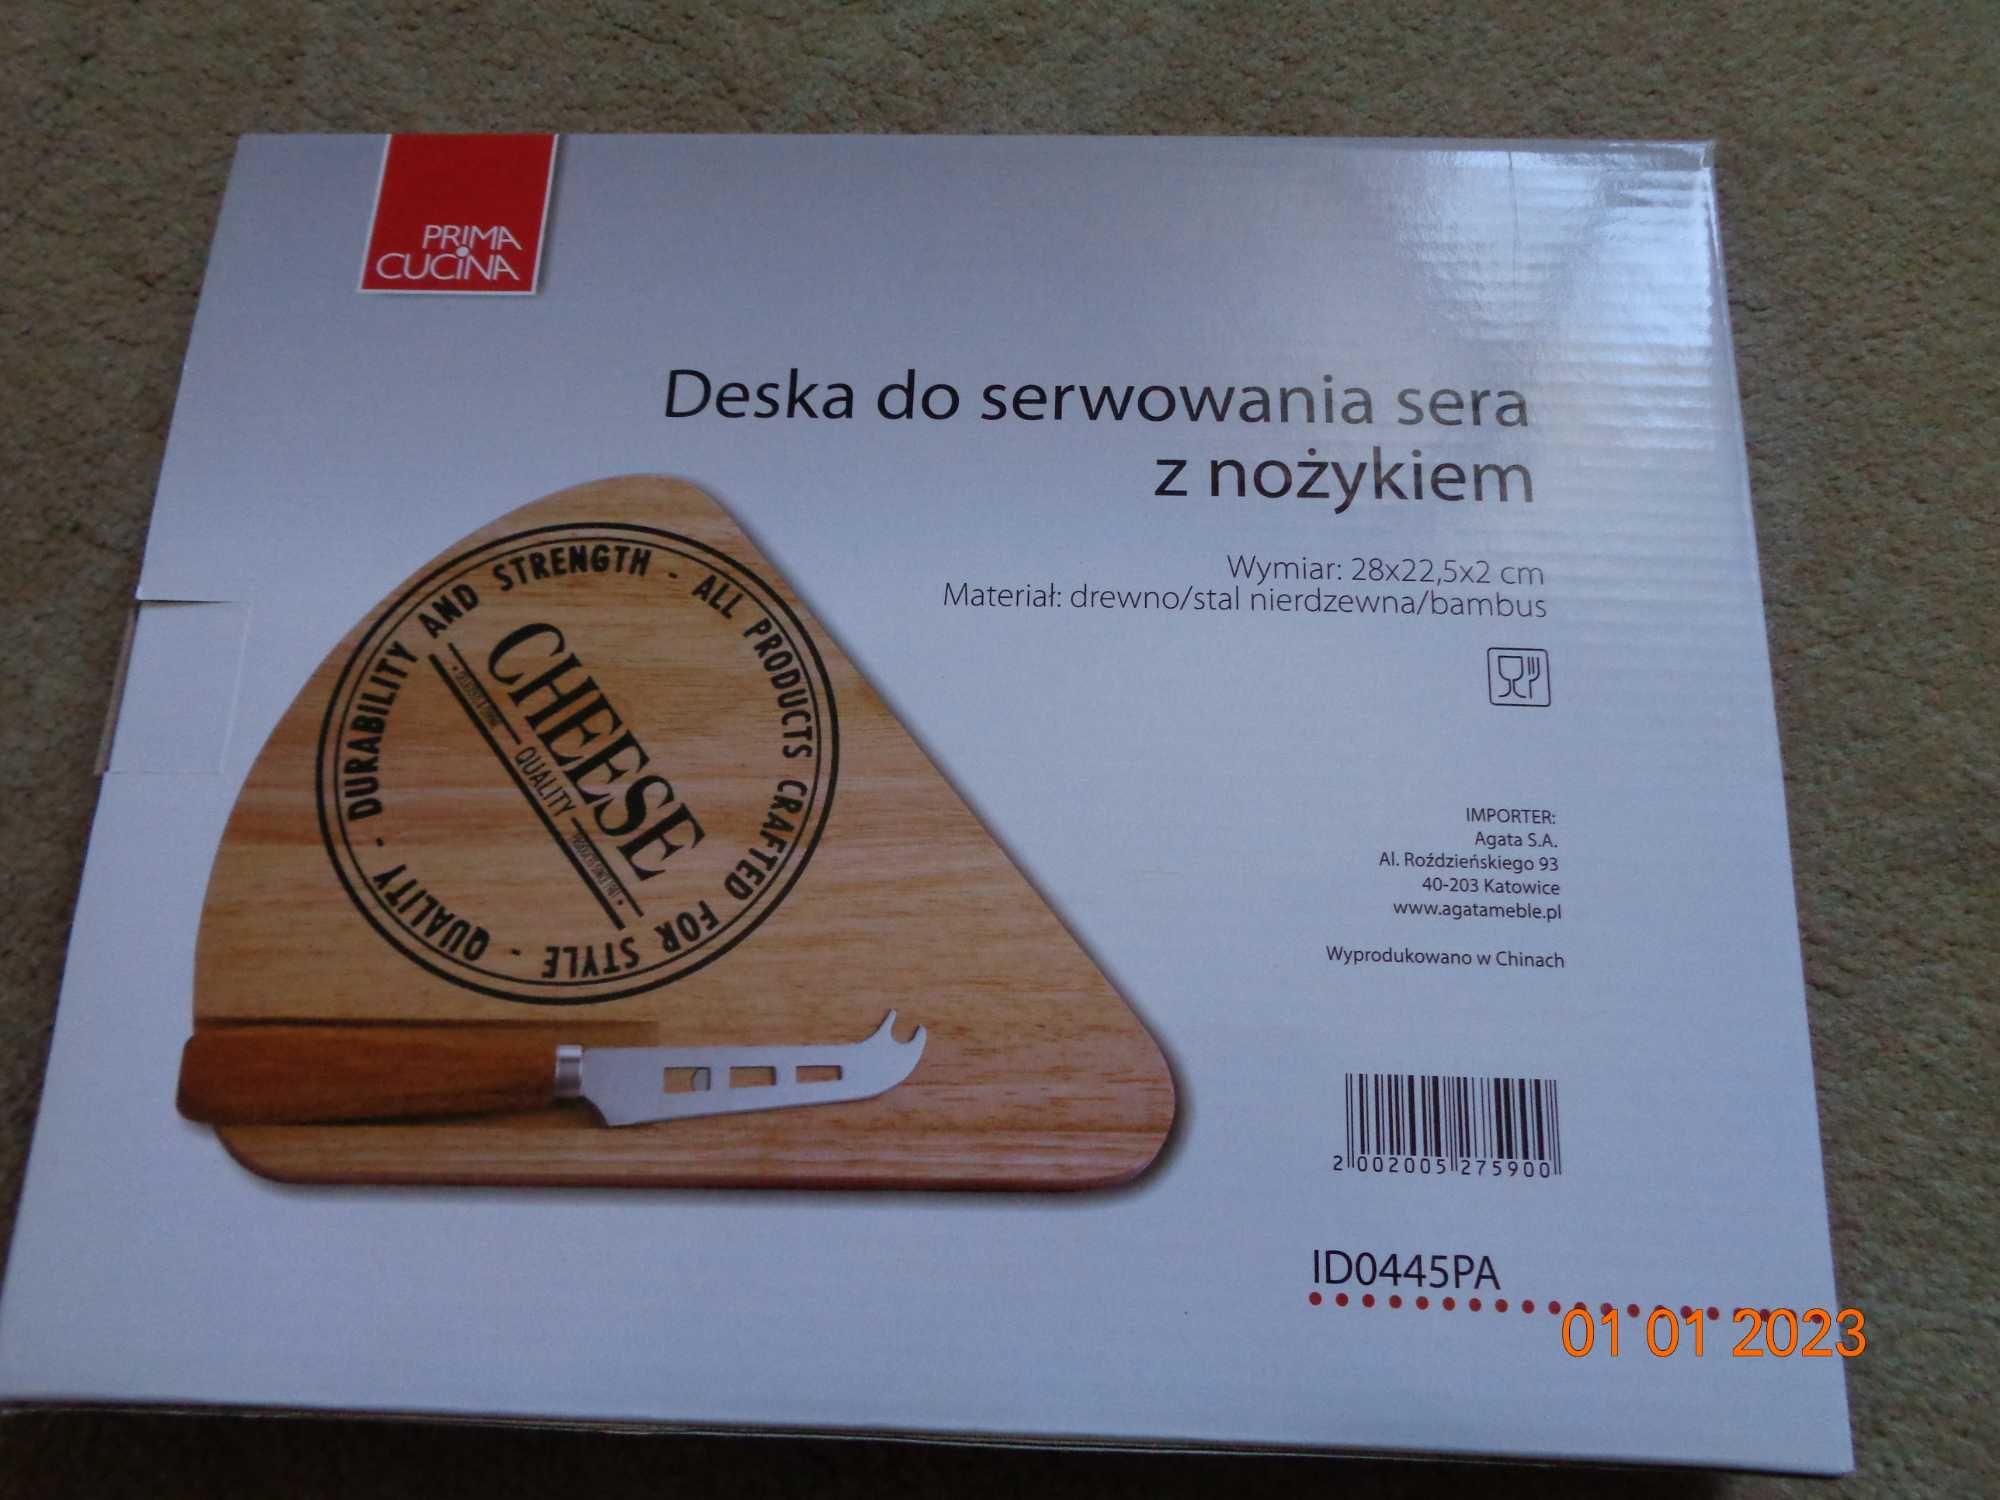 PRIMA
CUCINA
Deska do serwowania sera
z nożykiem
Wymiar: 28x22,5x2 cm
Materiał: drewno/stal nierdzewna/bambus
QUALITY - DURABILITY AND STRENGTH - ALL PRODUCTS CRAFTED FOR STYLE -
CHEESE
QUALITY
IMPORTER:
Agata S.A.
Al. Roździeńskiego 93
40-203 Katowice
www.agatameble.pl
Wyprodukowano w Chinach
2 002005 275900
ID0445PA
01 01 2023